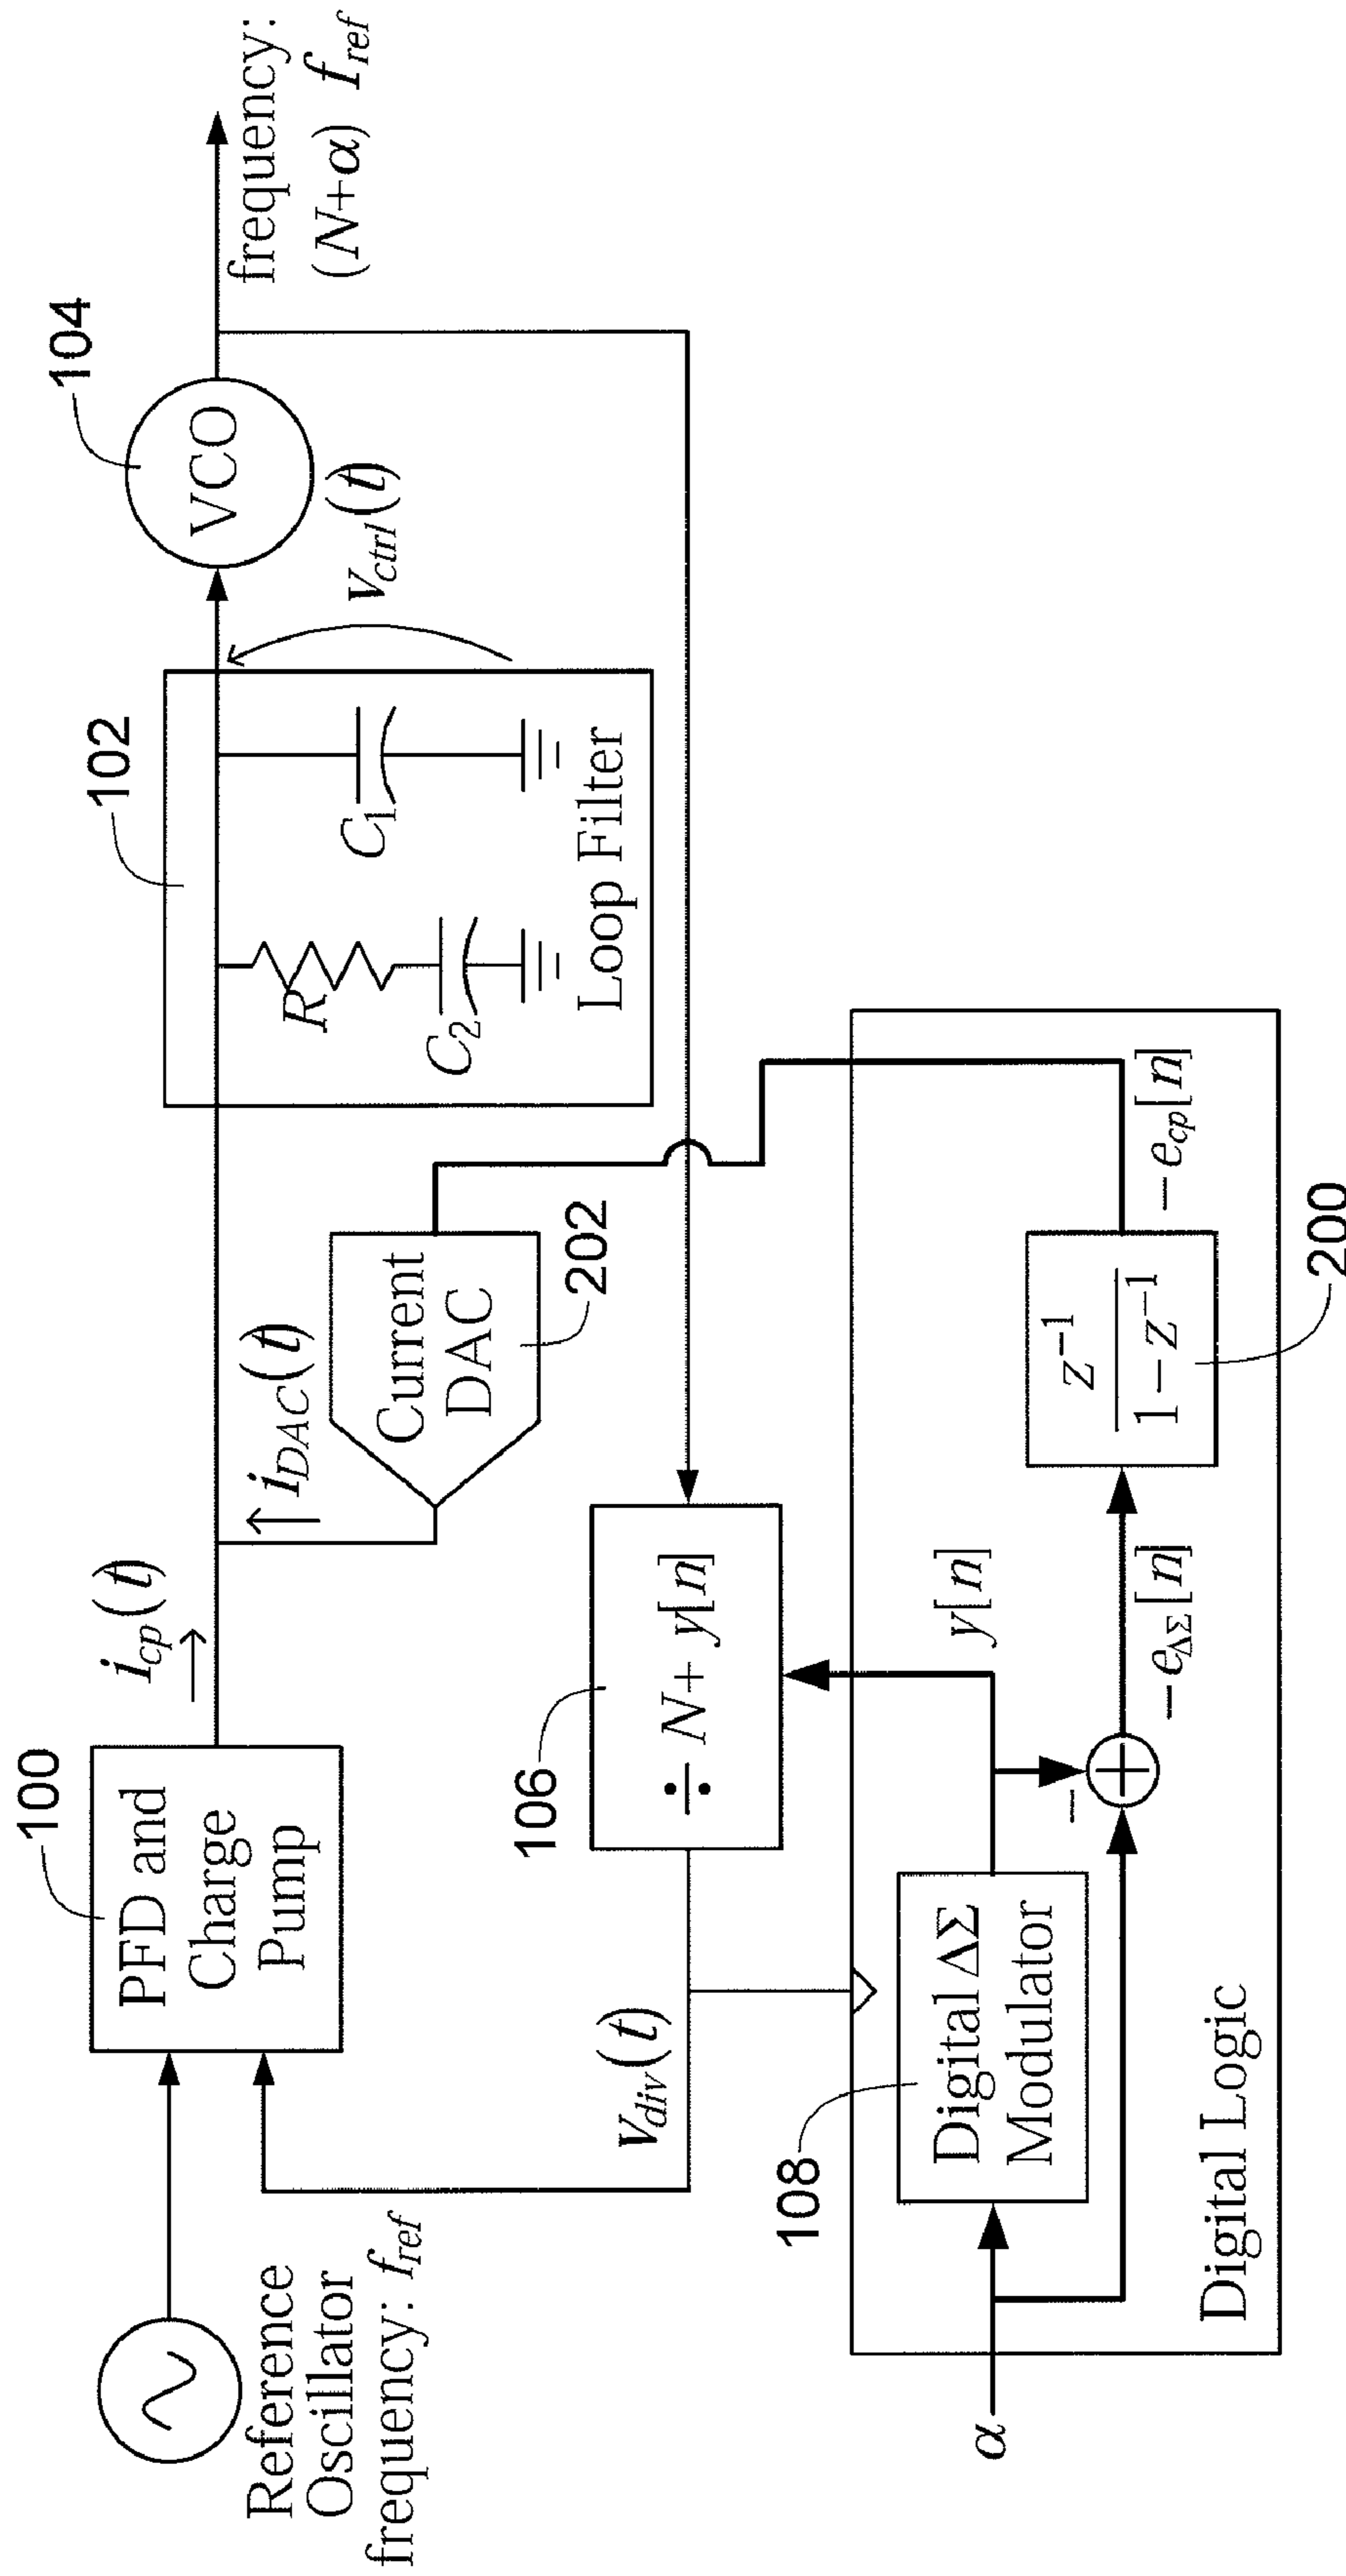 Reference
Oscillator
frequency: f_ref
100
PFD and
Charge
Pump
i_cp(t)
i_DAC(t)
Current
DAC
202
102
R
C_2
C_1
Loop Filter
v_ctrl(t)
104
VCO
frequency:
(N+α) f_ref
v_div(t)
106
÷ N + y[n]
α
108
Digital ΔΣ
Modulator
y[n]
−
+
−e_ΔΣ[n]
z^−1
1−z^−1
200
−e_cp[n]
Digital Logic